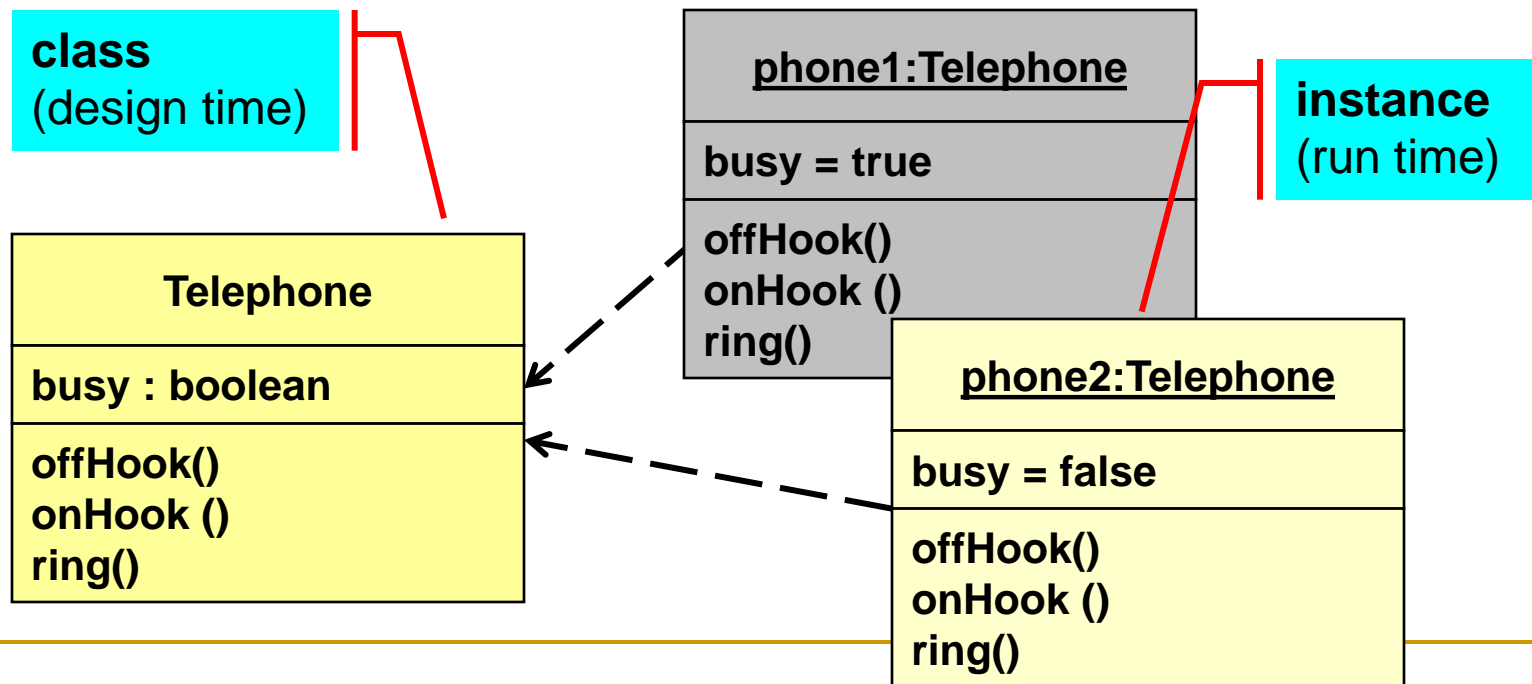 class
(design time)
phone1:Telephone
busy = true
offHook()
onHook ()
ring()
instance
(run time)
Telephone
busy : boolean
offHook()
onHook ()
ring()
phone2:Telephone
busy = false
offHook()
onHook ()
ring()